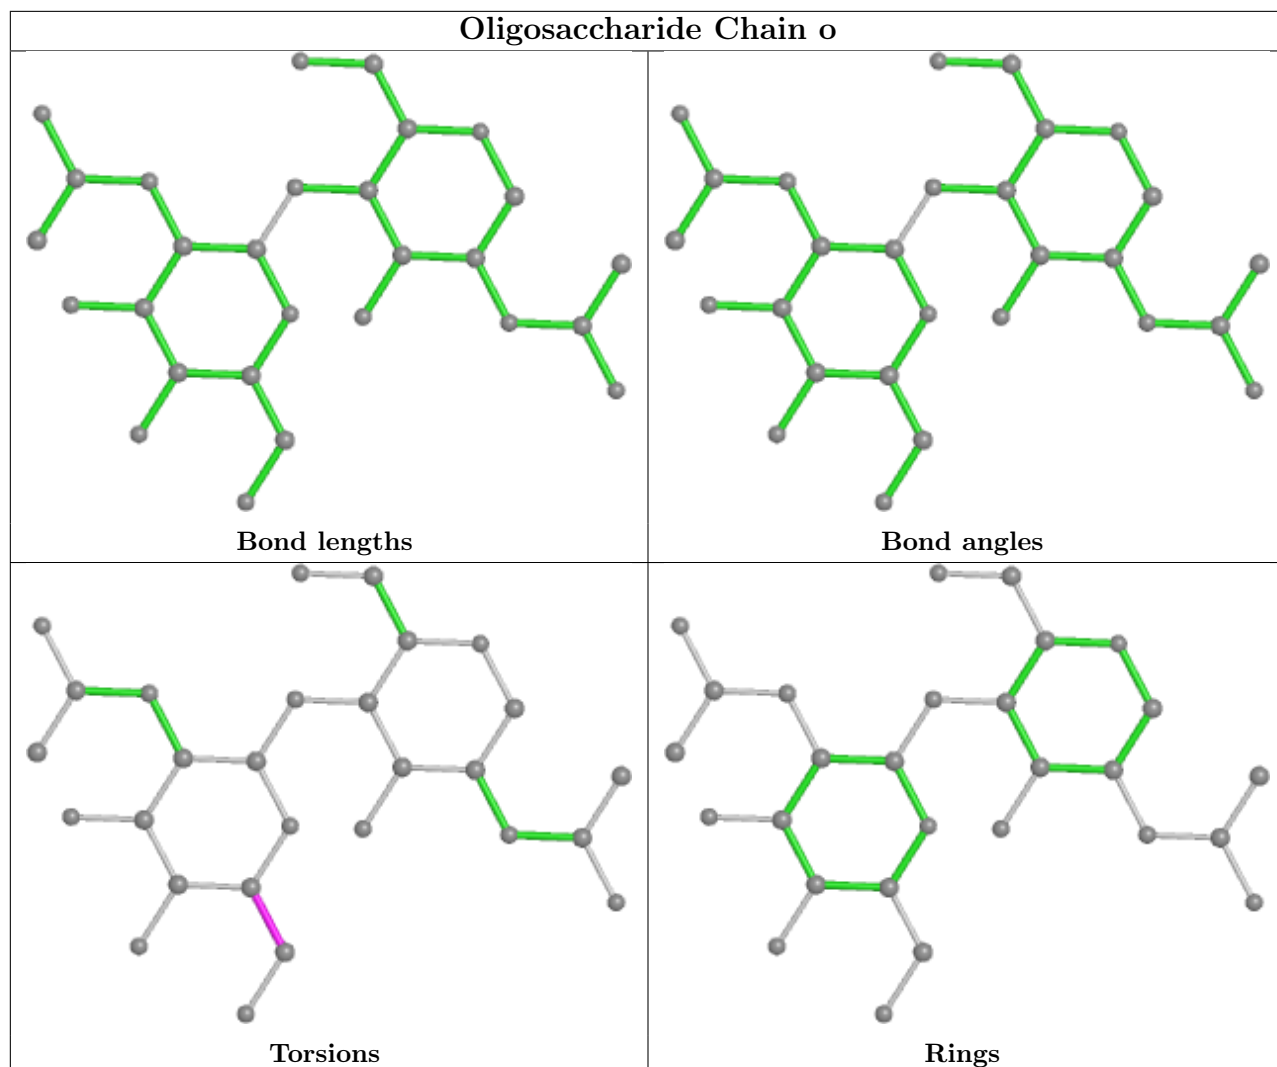 Oligosaccharide Chain o
Bond lengths
Bond angles
Torsions
Rings